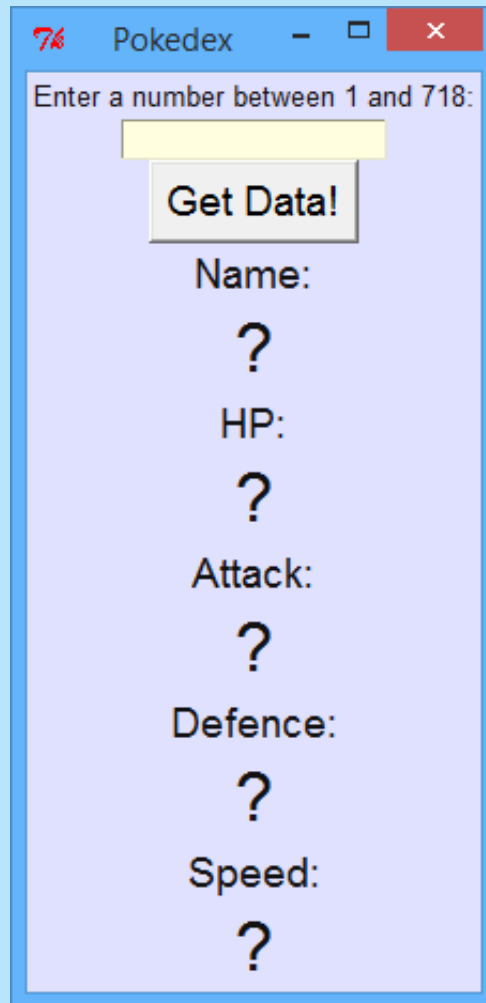 Pokedex
Enter a number between 1 and 718:
Get Data!
Name:
?
HP:
?
Attack:
?
Defence:
?
Speed:
?